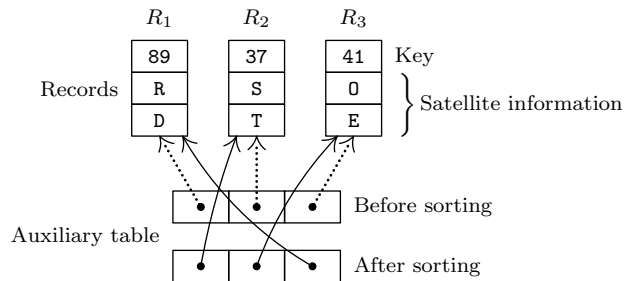 R1 R2 R3
89 37 41 Key
Records R S O Satellite information
D T E
Before sorting
Auxiliary table
After sorting